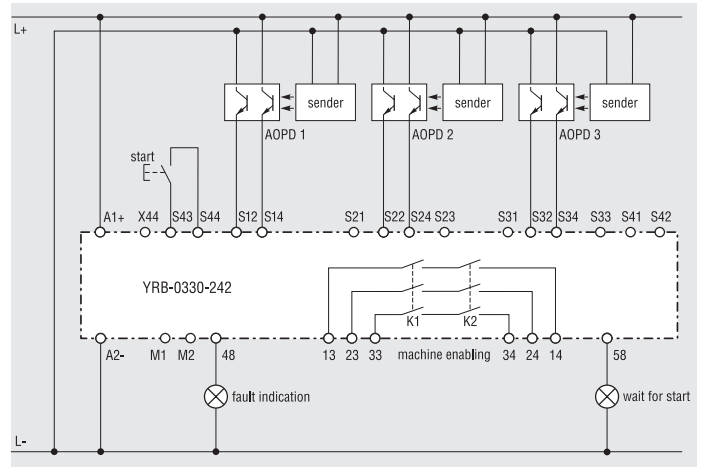 L+
sender sender sender
AOPD 1 AOPD 2 AOPD 3
start
A1+ X44 S43 S44 S12 S14 S21 S22 S24 S23 S31 S32 S34 S33 S41 S42
YRB-0330-242
K1 K2
A2- M1 M2 48 13 23 33 machine enabling 34 24 14 58
fault indication wait for start
L-